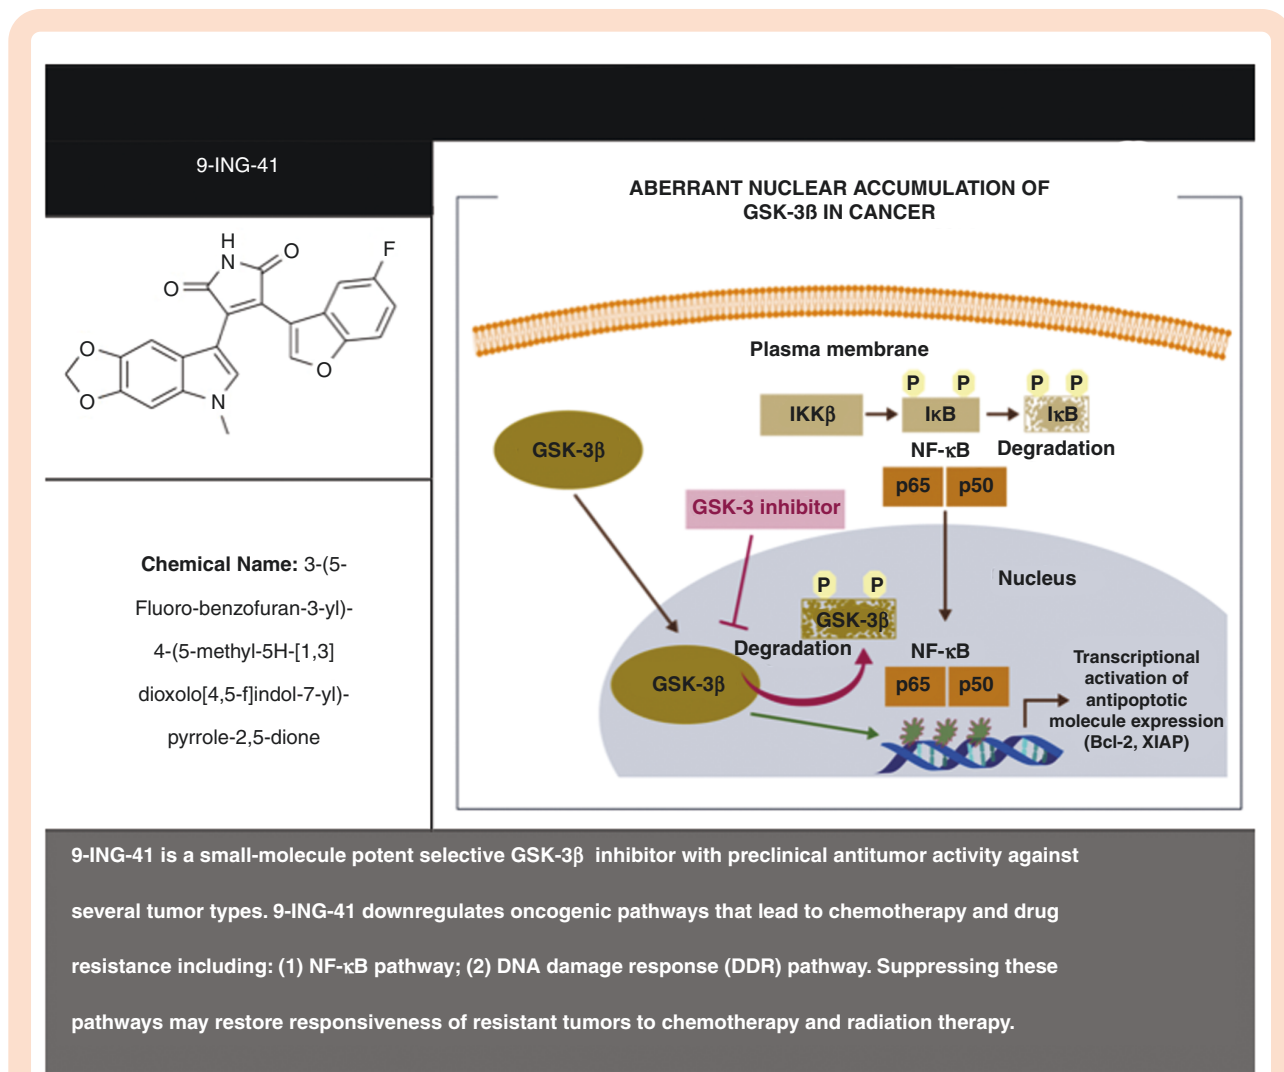 9-ING-41
H
N
O
O
F
O
O
O
N
Chemical Name: 3-(5-
Fluoro-benzofuran-3-yl)-
4-(5-methyl-5H-[1,3]
dioxolo[4,5-f]indol-7-yl)-
pyrrole-2,5-dione
ABERRANT NUCLEAR ACCUMULATION OF
GSK-3ß IN CANCER
Plasma membrane
P P P P
IKKβ IκB IκB
NF-κB Degradation
p65 p50
GSK-3β
GSK-3 inhibitor
Nucleus
P P
GSK-3β
Degradation
GSK-3β
NF-κB
p65 p50
Transcriptional
activation of
antipoptotic
molecule expression
(Bcl-2, XIAP)
9-ING-41 is a small-molecule potent selective GSK-3β inhibitor with preclinical antitumor activity against
several tumor types. 9-ING-41 downregulates oncogenic pathways that lead to chemotherapy and drug
resistance including: (1) NF-κB pathway; (2) DNA damage response (DDR) pathway. Suppressing these
pathways may restore responsiveness of resistant tumors to chemotherapy and radiation therapy.